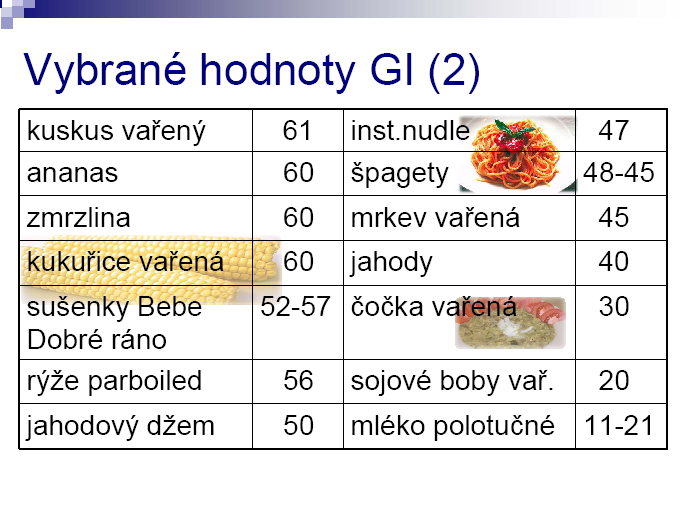 Vybrané hodnoty GI (2)
kuskus vařený 61 inst.nudle 47
ananas 60 špagety 48-45
zmrzlina 60 mrkev vařená 45
kukuřice vařená 60 jahody 40
sušenky Bebe 52-57 čočka vařená 30
Dobré ráno
rýže parboiled 56 sojové boby vař. 20
jahodový džem 50 mléko polotučné 11-21